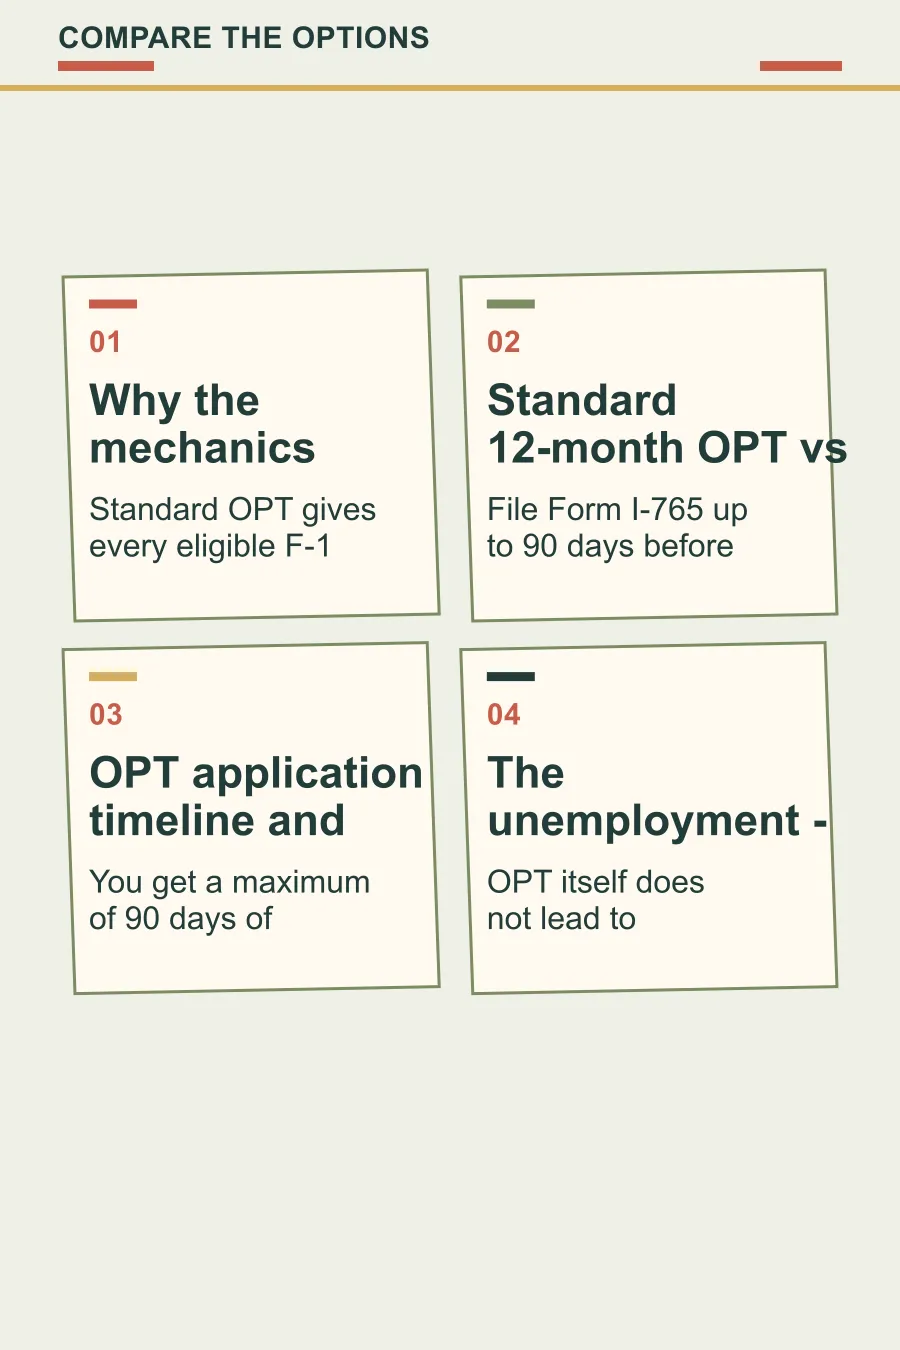 COMPARE THE OPTIONS
01
Why the
mechanics
Standard OPT gives
every eligible F-1
02
Standard
12-month OPT vs
File Form I-765 up
to 90 days before
03
OPT application
timeline and
You get a maximum
of 90 days of
04
The
unemployment -
OPT itself does
not lead to